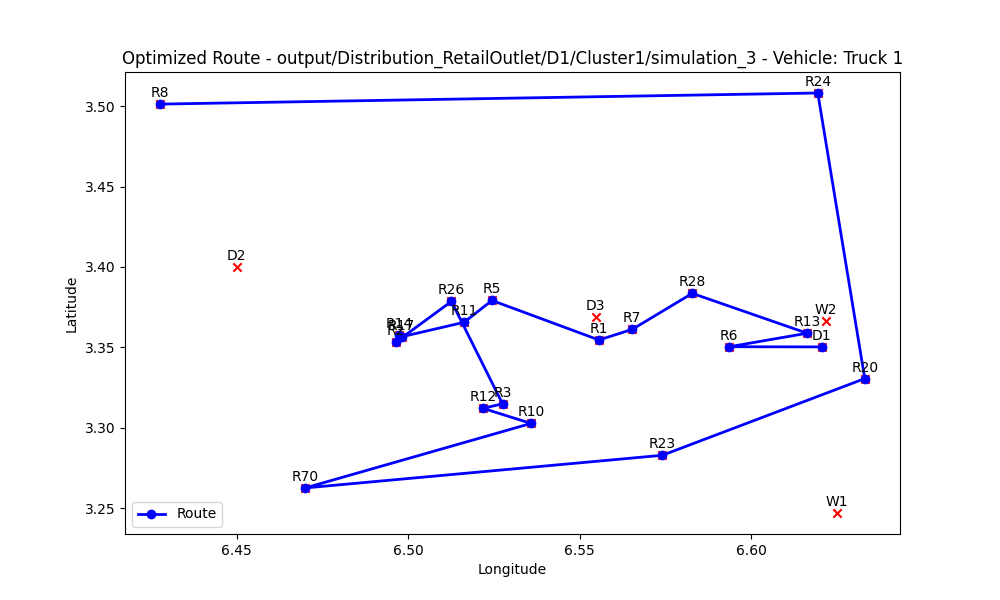 Optimized Route - output/Distribution_RetailOutlet/D1/Cluster1/simulation_3 - Vehicle: Truck 1
R8
R24
3.50
3.45
3.40
3.35
3.30
3.25
Latitude
D2
R26
R5
R28
D3
W2
R14
R11
R1
R7
R13
R6
D1
R20
R12
R3
R10
R23
R70
W1
Route
6.45
6.50
6.55
6.60
Longitude